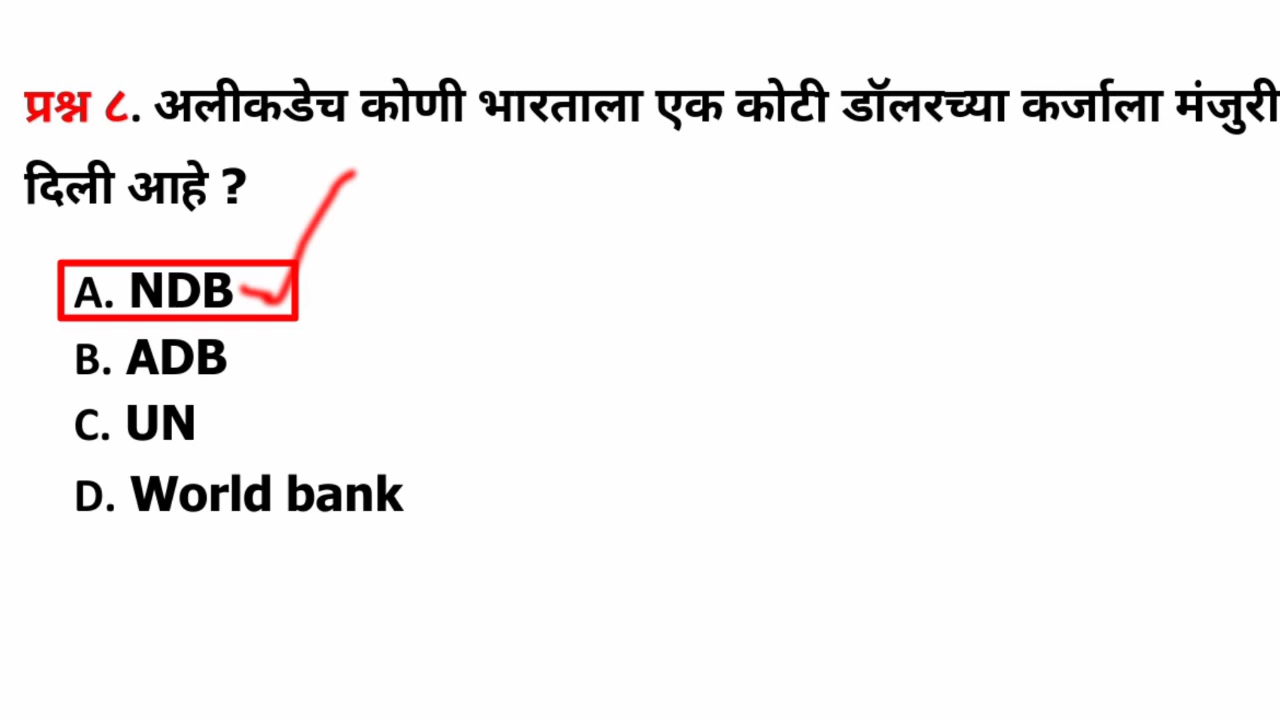 प्रश्न ८. अलीकडेच कोणी भारताला एक कोटी डॉलरच्या कर्जाला मंजुरी
दिली आहे ?
A. NDB
B. ADB
C. UN
D. World bank